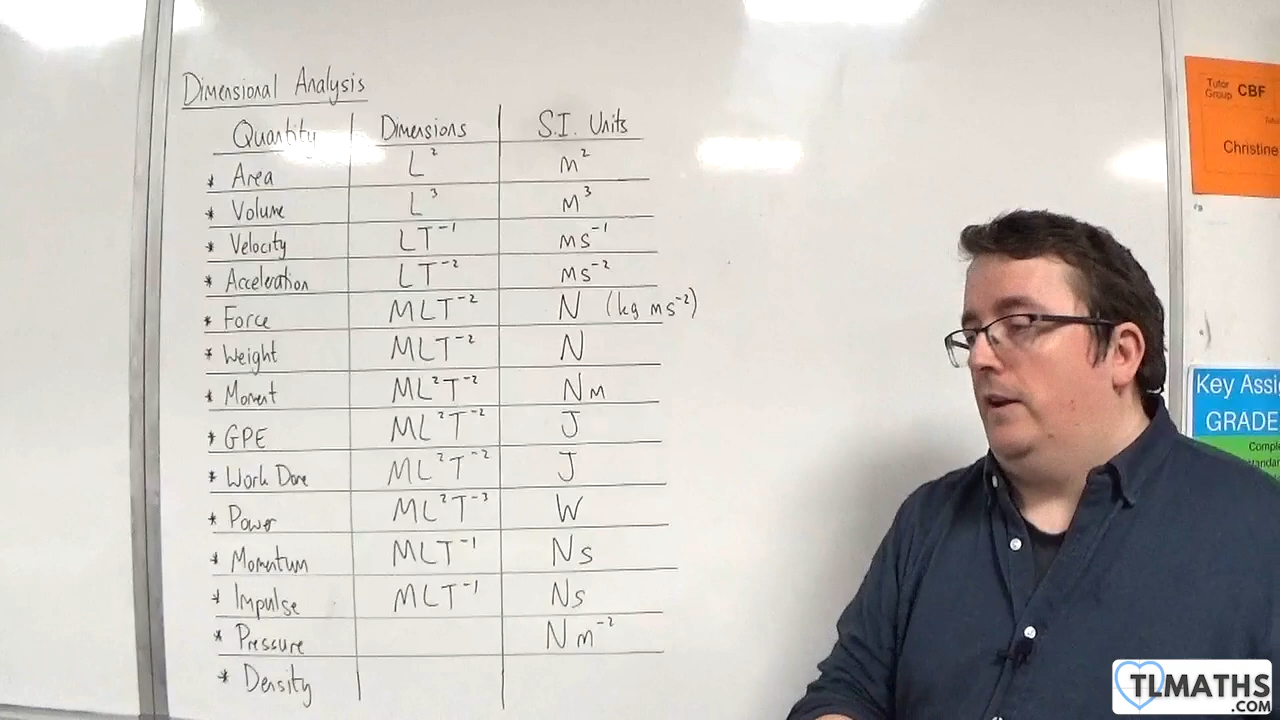 Dimensional Analysis
Quantity Dimensions S.I. Units
* Area L² m²
* Volume L³ m³
* Velocity LT⁻¹ ms⁻¹
* Acceleration LT⁻² ms⁻²
* Force MLT⁻² N (kg ms⁻²)
* Weight MLT⁻² N
* Moment ML²T⁻² Nm
* GPE ML²T⁻² J
* Work Done ML²T⁻² J
* Power ML²T⁻³ W
* Momentum MLT⁻¹ Ns
* Impulse MLT⁻¹ Ns
* Pressure Nm⁻²
* Density
Tutor
Group CBF
Christine
Key Assi
GRADE
Comple
TLMATHS
.COM